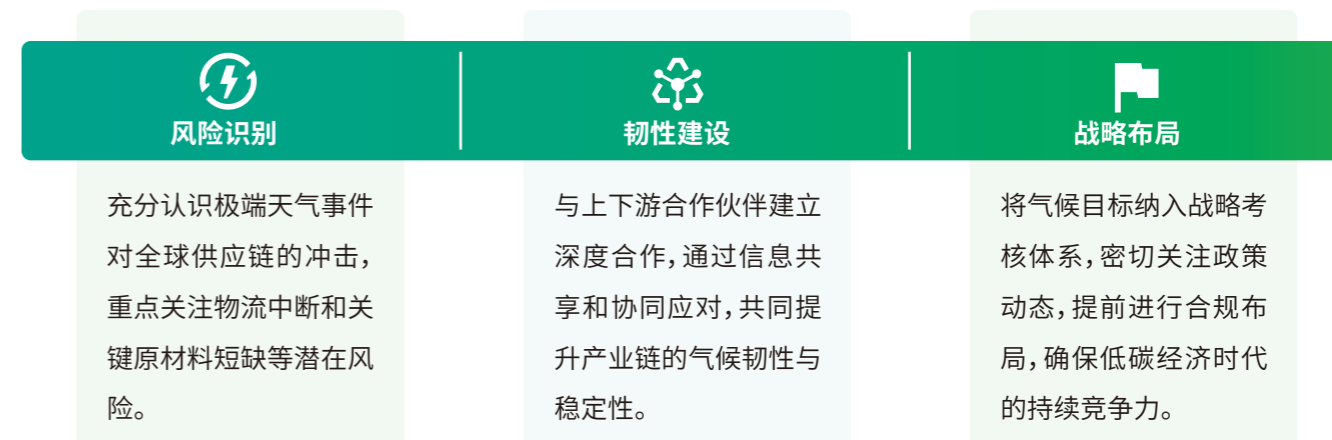 风险识别
充分认识极端天气事件
对全球供应链的冲击，
重点关注物流中断和关
键原材料短缺等潜在风
险。
韧性建设
与上下游合作伙伴建立
深度合作，通过信息共
享和协同应对，共同提
升产业链的气候韧性与
稳定性。
战略布局
将气候目标纳入战略考
核体系，密切关注政策
动态，提前进行合规布
局，确保低碳经济时代
的持续竞争力。